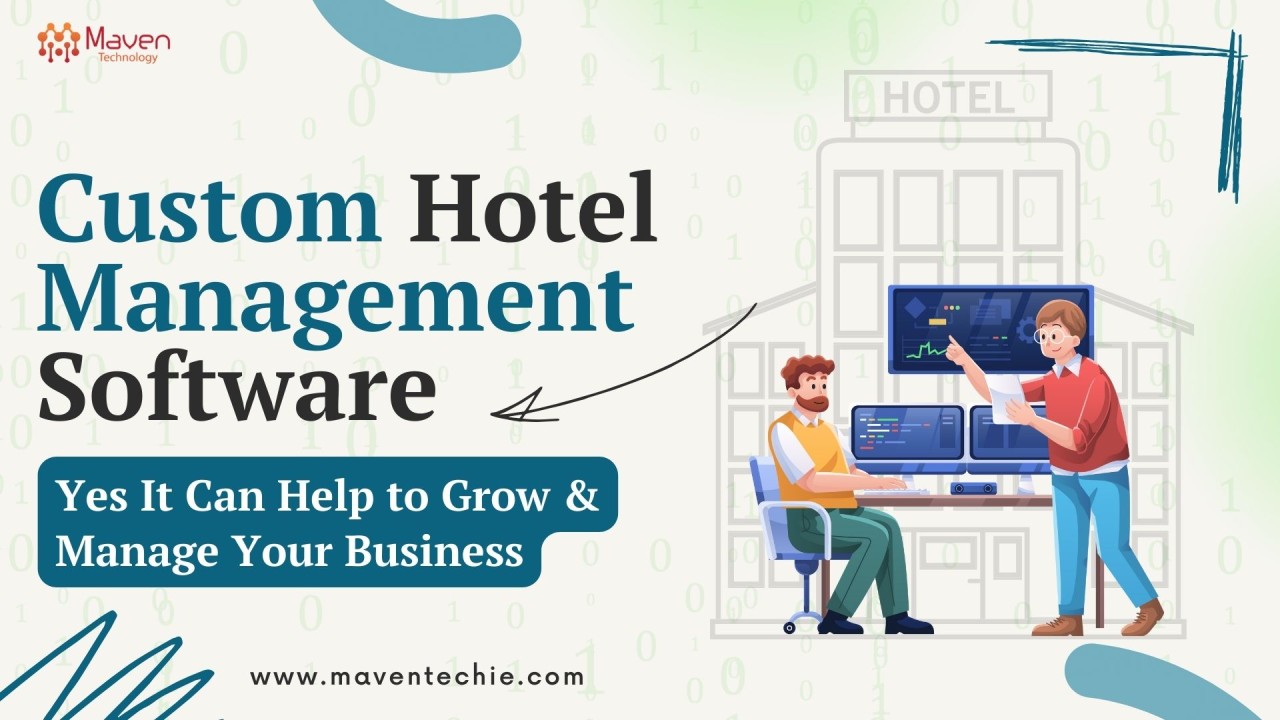 Maven
Technology
HOTEL
Custom Hotel
Management
Software
Yes It Can Help to Grow &
Manage Your Business
www.maventechie.com